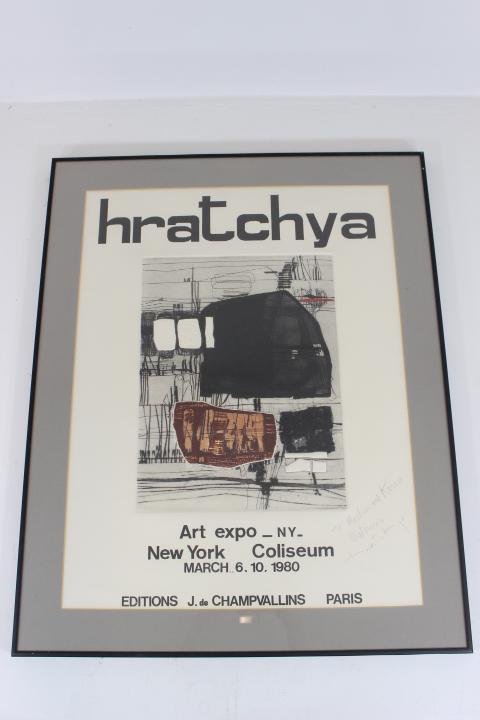 hratchya
Art expo _ NY_
New York Coliseum
MARCH..6.10.1980
EDITIONS J.de CHAMPVALLINS PARIS